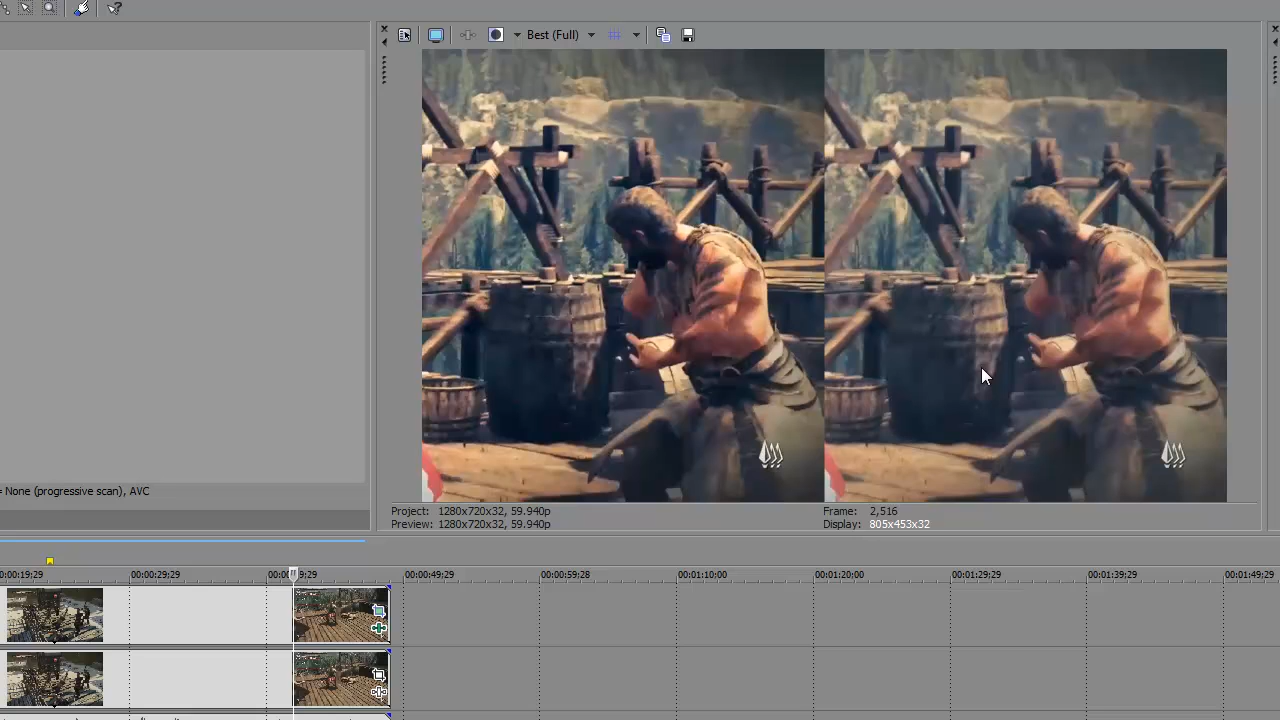 Best (Full)
= None (progressive scan), AVC
Project: 1280x720x32, 59.940p
Preview: 1280x720x32, 59.940p
Frame: 2,516
Display: 805x453x32
0:00:19;29 00:00:29;29 00:00:39;29 00:00:49;29 00:00:59;28 00:01:10;00 00:01:20;00 00:01:29;29 00:01:39;29 00:01:49;29